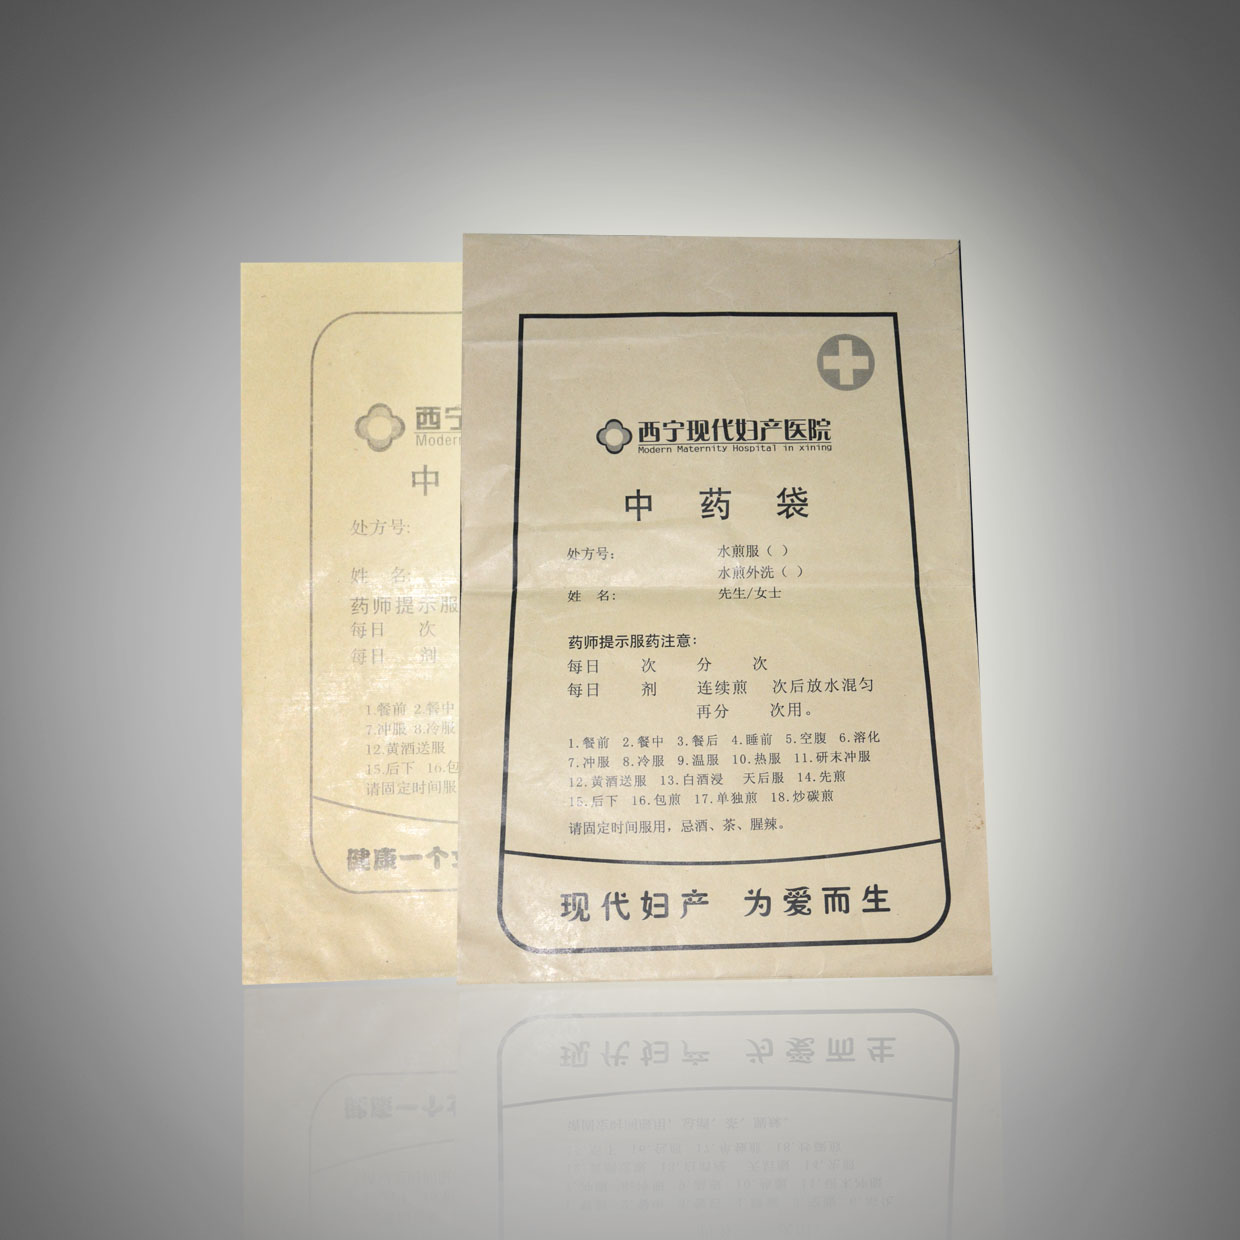 西宁
Modern
中
处方号:
姓 名:
药师提示服
每日 次
每日 剂
1.餐前 2.餐中
7.冲服 8.冷服
12.黄酒送服
15.后下 16.包
请固定时间服
健康一个
西宁现代妇产医院
Modern Maternity Hospital in xining
中 药 袋
处方号: 水煎服（ ）
水煎外洗（ ）
姓 名: 先生/女士
药师提示服药注意:
每日 次 分 次
每日 剂 连续煎 次后放水混匀
再分 次用。
1.餐前 2.餐中 3.餐后 4.睡前 5.空腹 6.溶化
7.冲服 8.冷服 9.温服 10.热服 11.研末冲服
12.黄酒送服 13.白酒浸 天后服 14.先煎
15.后下 16.包煎 17.单独煎 18.炒碳煎
请固定时间服用，忌酒、茶、腥辣。
现代妇产 为爱而生